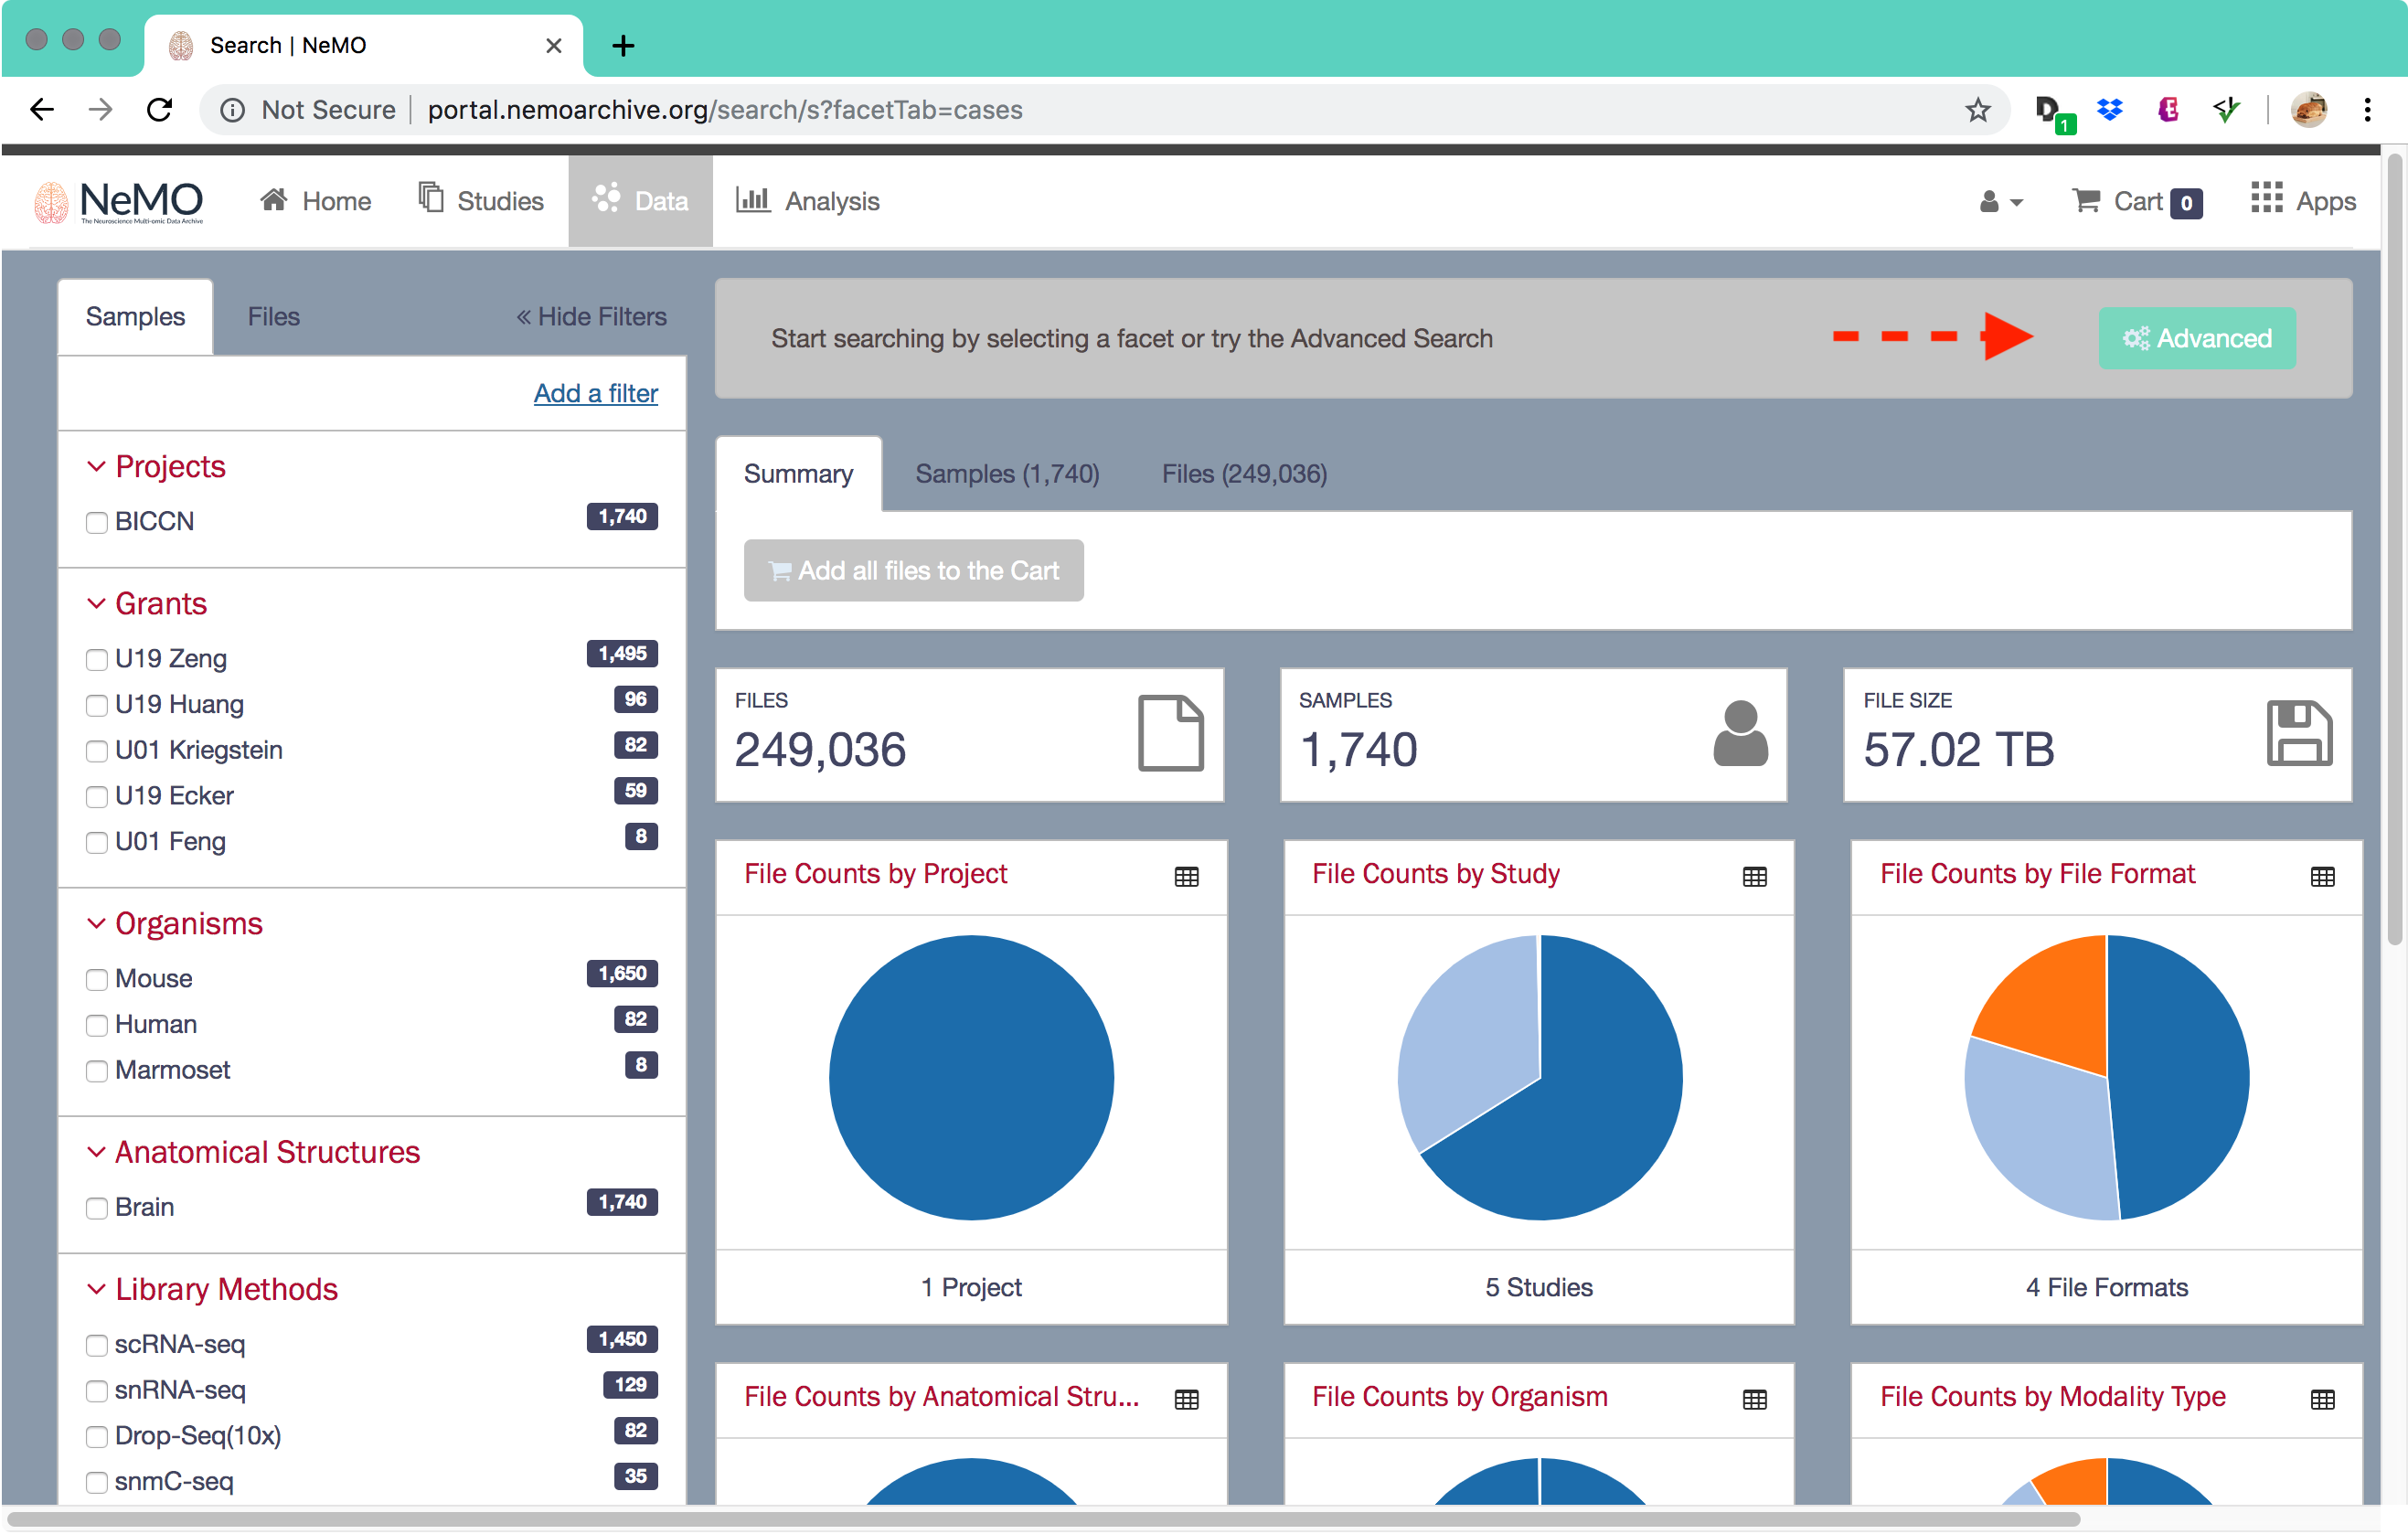 Search | NeMO
Not Secure | portal.nemoarchive.org/search/s?facetTab=cases
1
NeMO
The Neuroscience Multi-omic Data Archive
Home
Studies
Data
Analysis
Cart 0
Apps
Samples
Files
« Hide Filters
Add a filter
Projects
BICCN 1,740
Grants
U19 Zeng 1,495
U19 Huang 96
U01 Kriegstein 82
U19 Ecker 59
U01 Feng 8
Organisms
Mouse 1,650
Human 82
Marmoset 8
Anatomical Structures
Brain 1,740
Library Methods
scRNA-seq 1,450
snRNA-seq 129
Drop-Seq(10x) 82
snmC-seq 35
Start searching by selecting a facet or try the Advanced Search
Advanced
Summary
Samples (1,740)
Files (249,036)
Add all files to the Cart
FILES
249,036
SAMPLES
1,740
FILE SIZE
57.02 TB
File Counts by Project
1 Project
File Counts by Study
5 Studies
File Counts by File Format
4 File Formats
File Counts by Anatomical Stru...
File Counts by Organism
File Counts by Modality Type